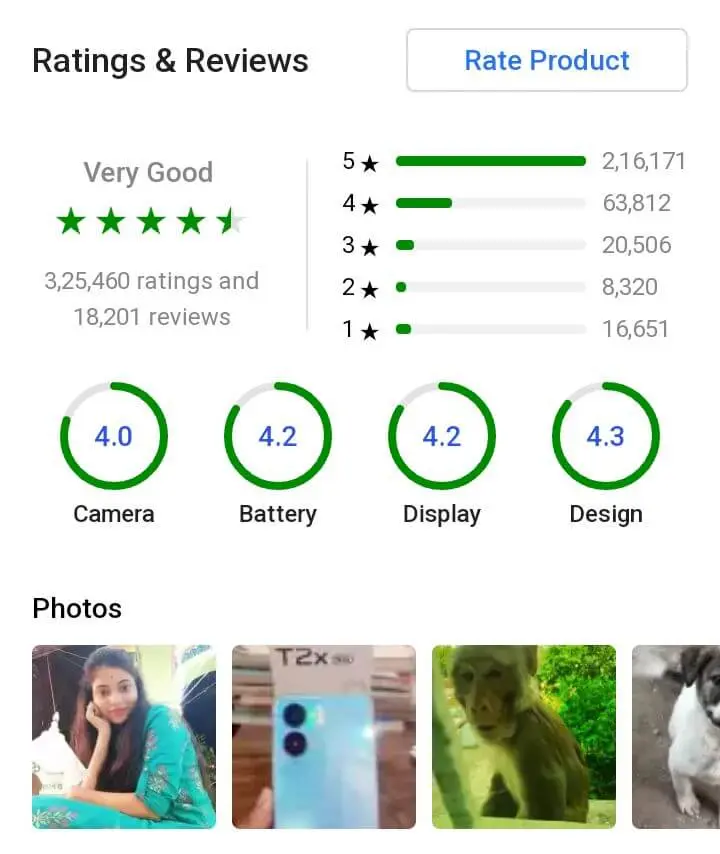 Ratings & Reviews
Rate Product
Very Good
3,25,460 ratings and
18,201 reviews
5★ 2,16,171
4★ 63,812
3★ 20,506
2★ 8,320
1★ 16,651
4.0 4.2 4.2 4.3
Camera Battery Display Design
Photos
T2x